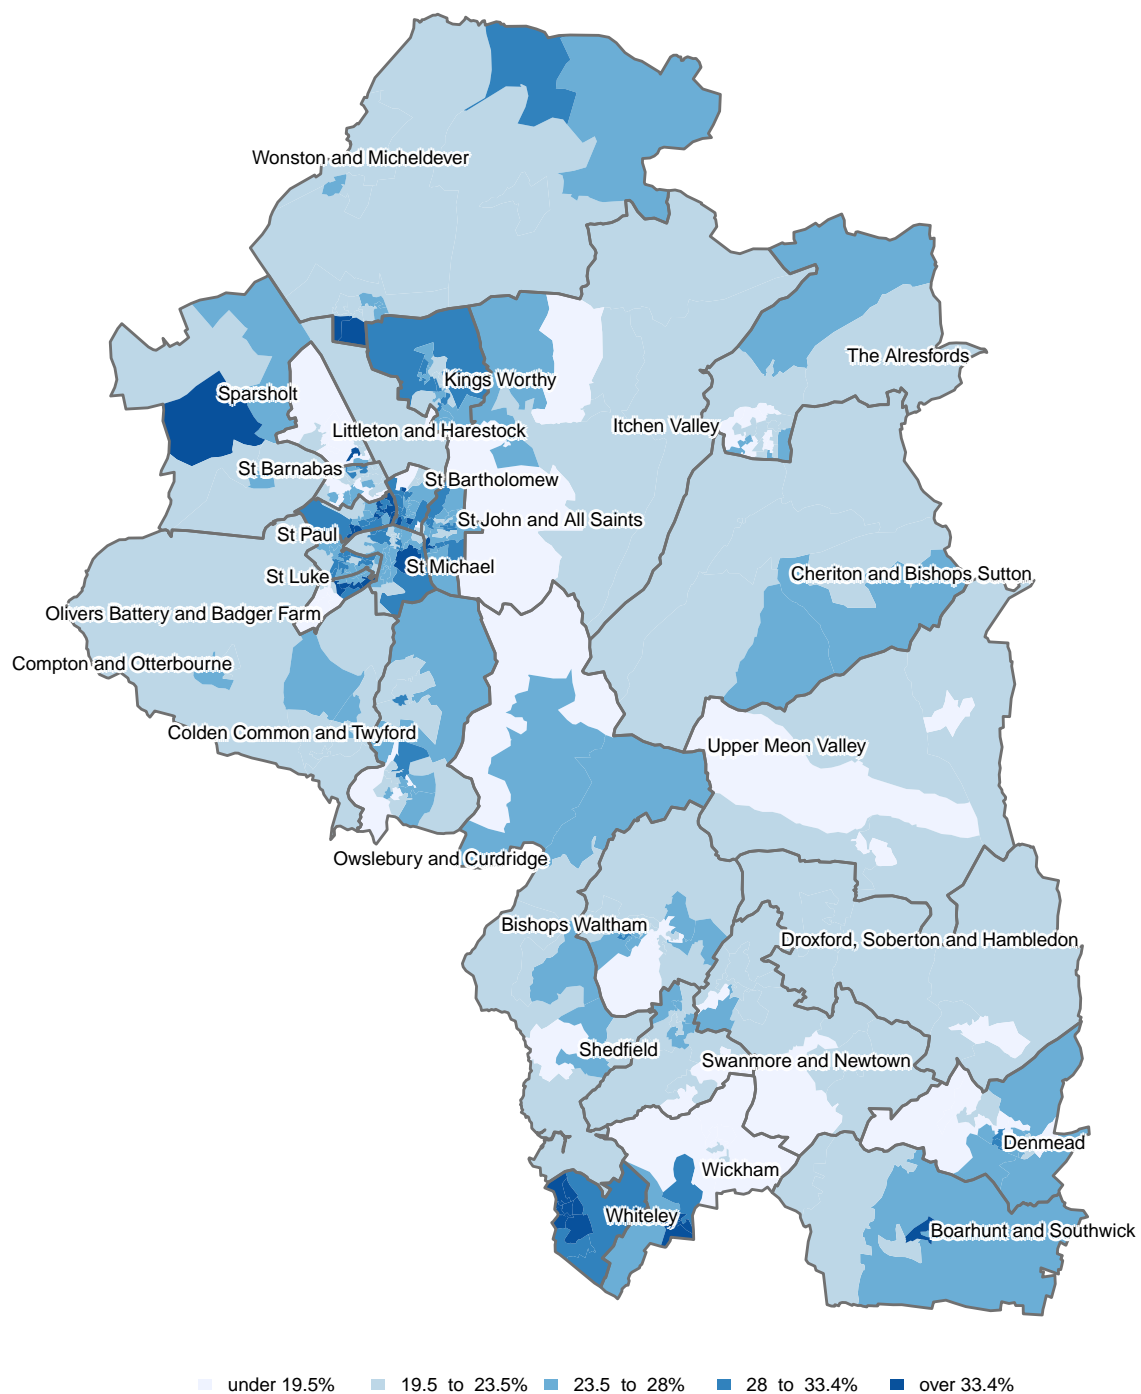 Wonston and Micheldever
The Alresfords
Kings Worthy
Sparsholt
Itchen Valley
Littleton and Harestock
St Barnabas
St Bartholomew
St John and All Saints
St Paul
St Michael
St Luke
Cheriton and Bishops Sutton
Olivers Battery and Badger Farm
Compton and Otterbourne
Colden Common and Twyford
Upper Meon Valley
Owslebury and Curdridge
Bishops Waltham
Droxford, Soberton and Hambledon
Shedfield
Swanmore and Newtown
Denmead
Wickham
Whiteley
Boarhunt and Southwick
under 19.5% 19.5 to 23.5% 23.5 to 28% 28 to 33.4% over 33.4%